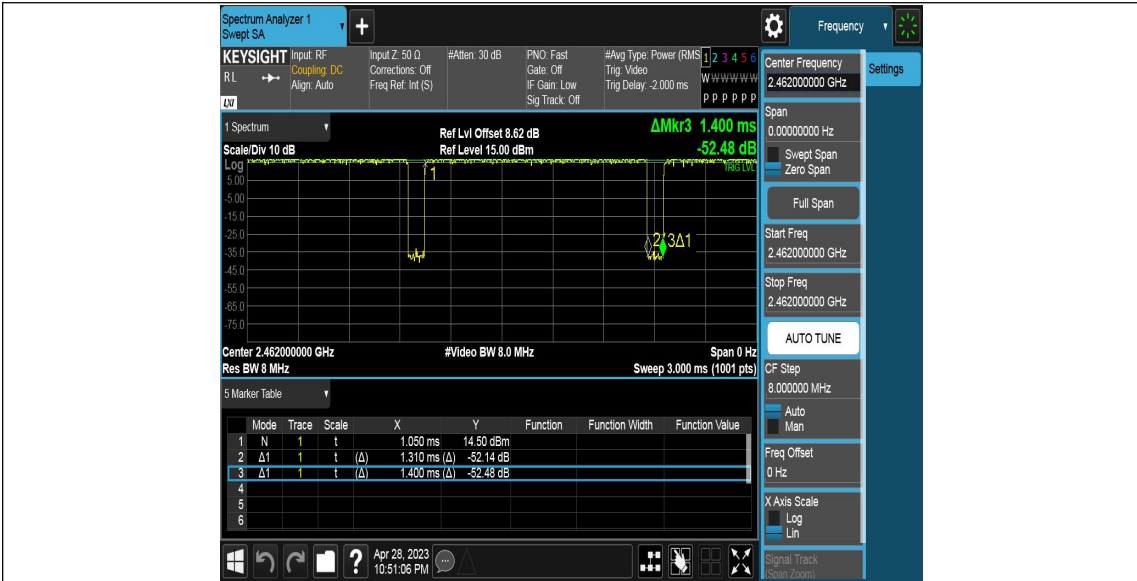 Spectrum Analyzer 1
Swept SA
+
Frequency
KEYSIGHT
RL
LXI
Input: RF
Coupling: DC
Align: Auto
Input Z: 50 Ω
Corrections: Off
Freq Ref: Int (S)
#Atten: 30 dB
PNO: Fast
Gate: Off
IF Gain: Low
Sig Track: Off
#Avg Type: Power (RMS
Trig: Video
Trig Delay: -2.000 ms
1 2 3 4 5 6
W W W W W W
P P P P P P
1 Spectrum
Scale/Div 10 dB
Ref Lvl Offset 8.62 dB
Ref Level 15.00 dBm
ΔMkr3 1.400 ms
-52.48 dB
Log
TRIG LVL
5.00
-5.00
-15.0
-25.0
-35.0
-45.0
-55.0
-65.0
-75.0
1
2
3Δ1
Center 2.462000000 GHz
#Video BW 8.0 MHz
Span 0 Hz
Res BW 8 MHz
Sweep 3.000 ms (1001 pts)
5 Marker Table
Mode Trace Scale X Y Function Function Width Function Value
1 N 1 t 1.050 ms 14.50 dBm
2 Δ1 1 t (Δ) 1.310 ms (Δ) -52.14 dB
3 Δ1 1 t (Δ) 1.400 ms (Δ) -52.48 dB
4
5
6
Apr 28, 2023
10:51:06 PM
?
Center Frequency
2.462000000 GHz
Settings
Span
0.00000000 Hz
Swept Span
Zero Span
Full Span
Start Freq
2.462000000 GHz
Stop Freq
2.462000000 GHz
AUTO TUNE
CF Step
8.000000 MHz
Auto
Man
Freq Offset
0 Hz
X Axis Scale
Log
Lin
Signal Track
(Span Zoom)